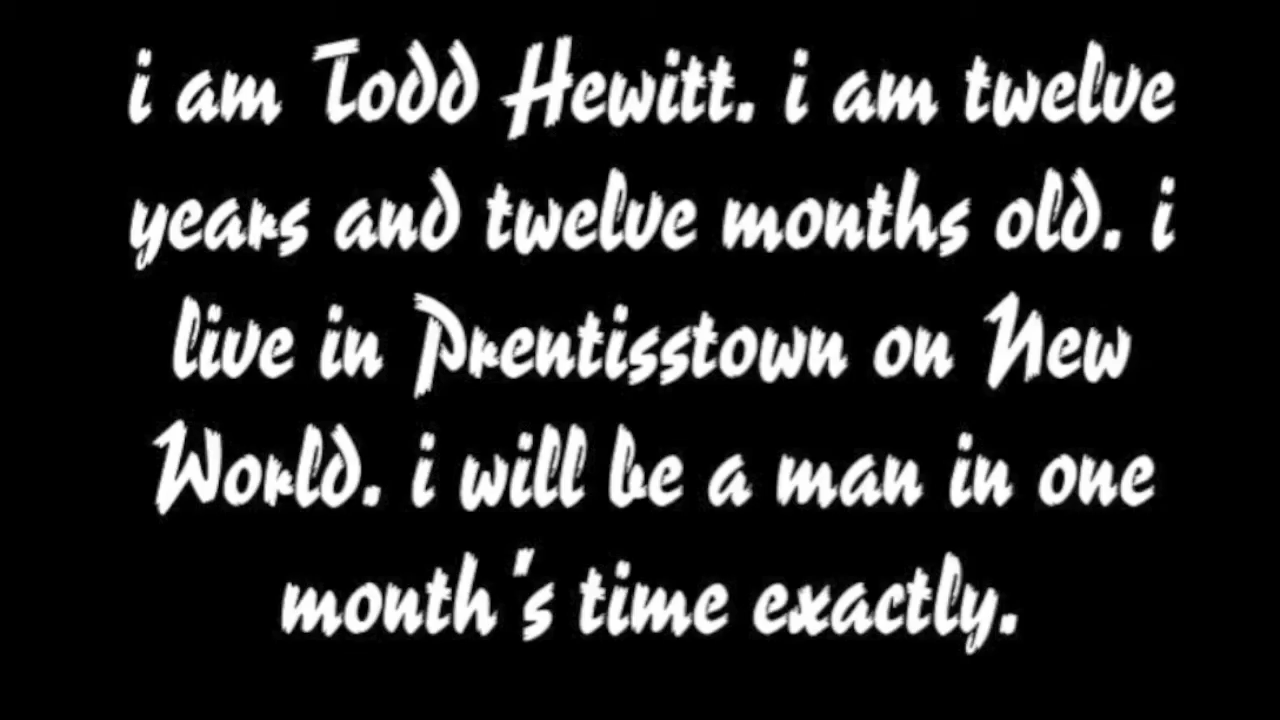 i am Todd Hewitt. i am twelve
years and twelve months old. i
live in Prentisstown on New
World. i will be a man in one
month's time exactly.